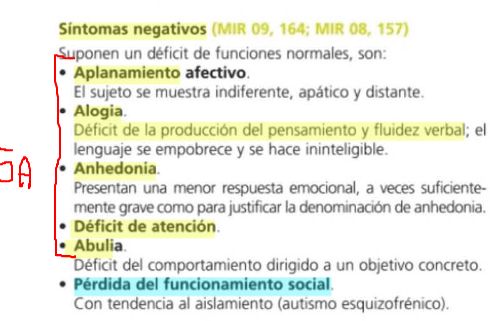 Síntomas negativos (MIR 09, 164; MIR 08, 157)
Suponen un déficit de funciones normales, son:
• Aplanamiento afectivo.
El sujeto se muestra indiferente, apático y distante.
• Alogia.
Déficit de la producción del pensamiento y fluidez verbal; el
lenguaje se empobrece y se hace ininteligible.
• Anhedonia.
Presentan una menor respuesta emocional, a veces suficiente-
mente grave como para justificar la denominación de anhedonia.
• Déficit de atención.
• Abulia.
Déficit del comportamiento dirigido a un objetivo concreto.
• Pérdida del funcionamiento social.
Con tendencia al aislamiento (autismo esquizofrénico).